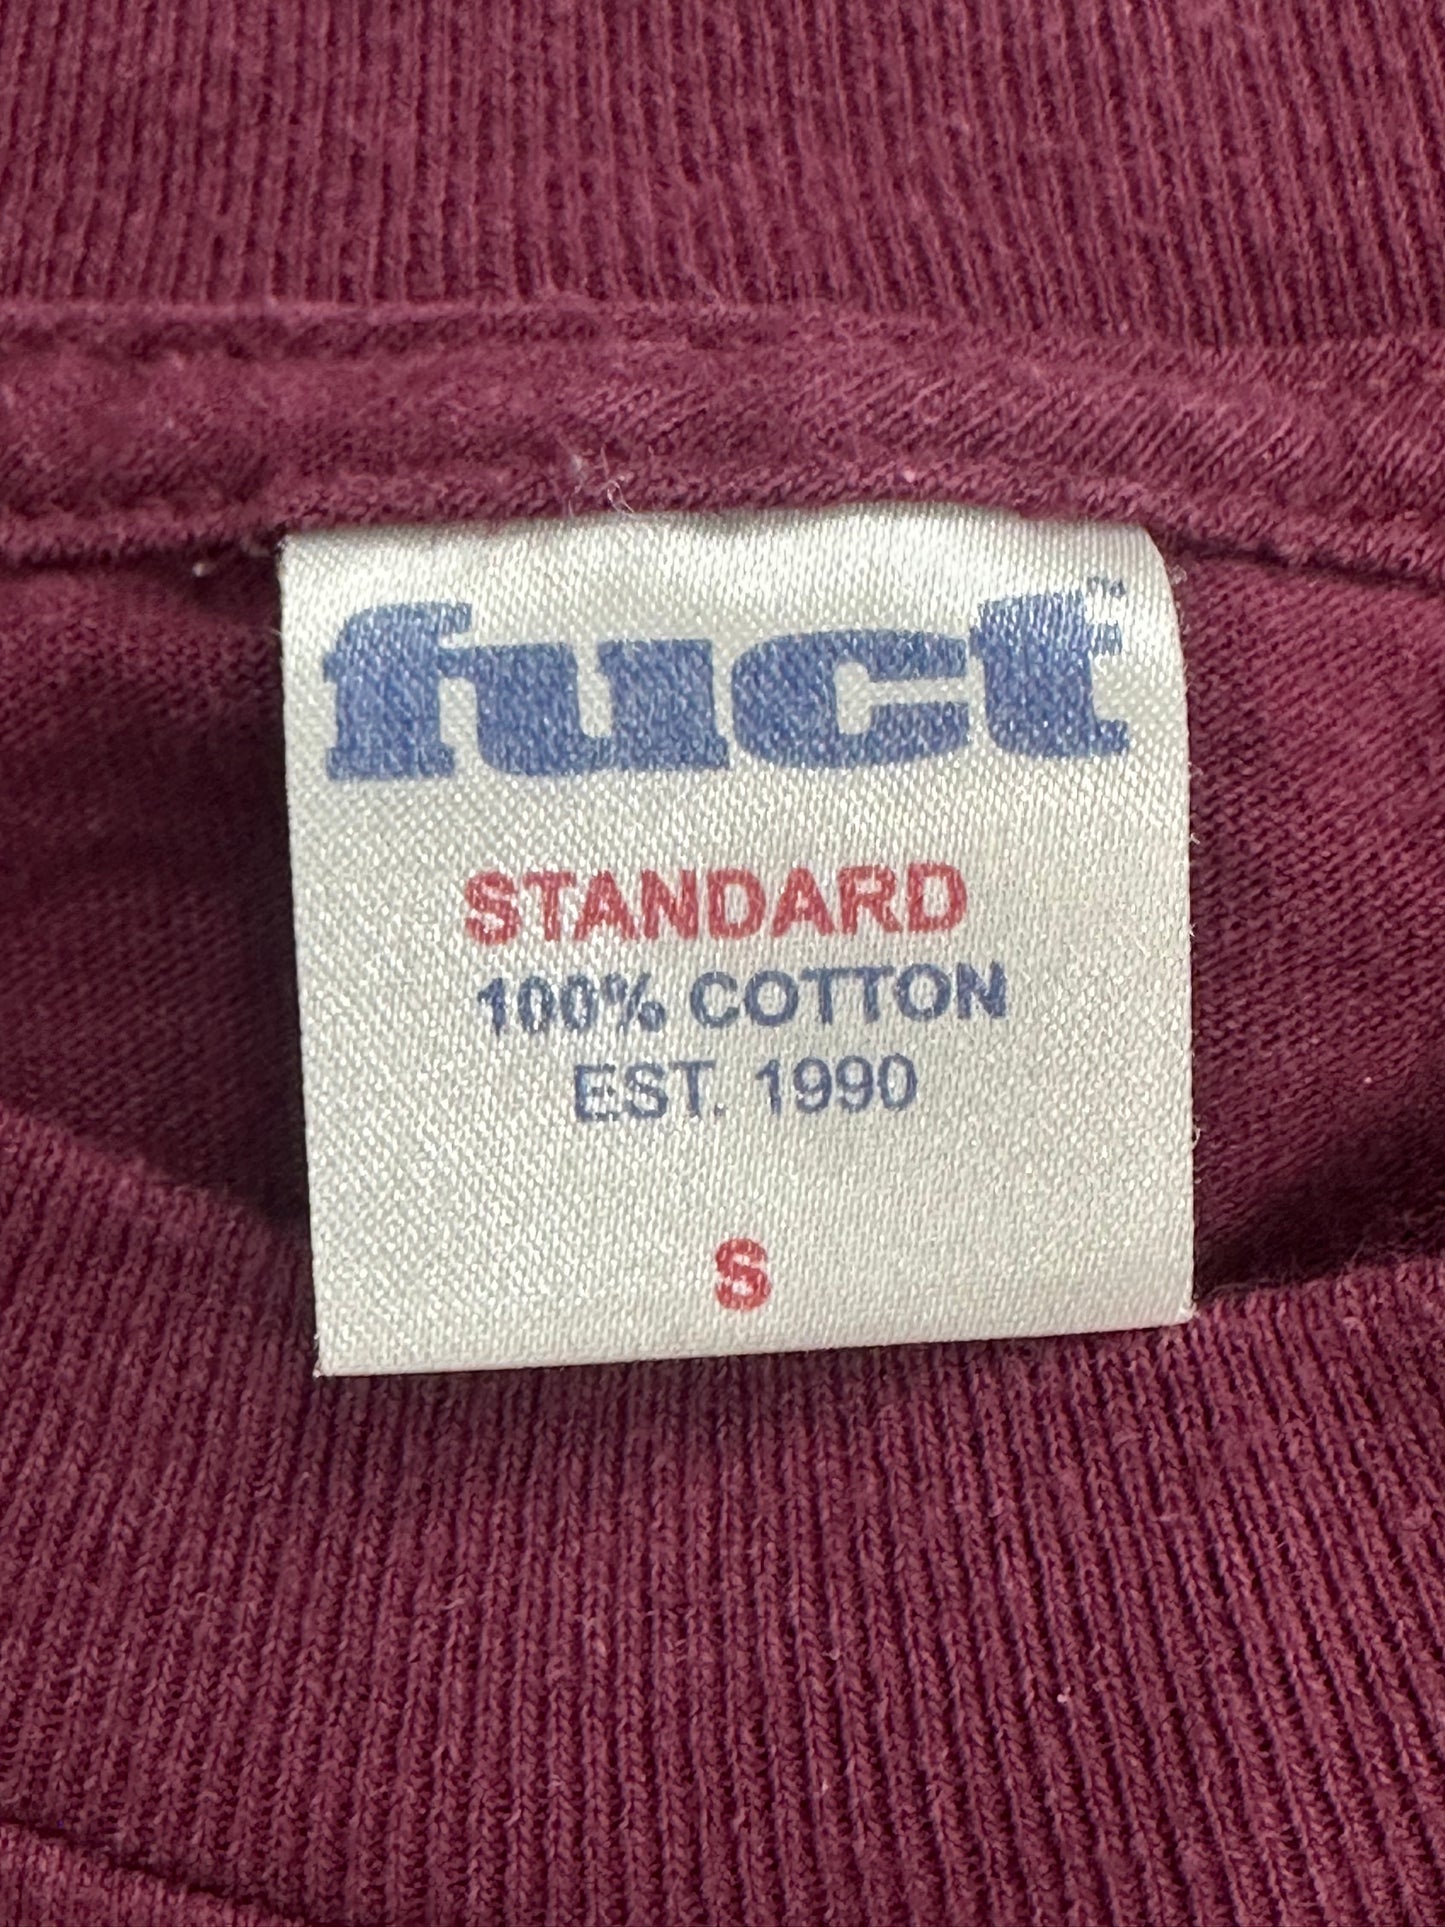 fuct
STANDARD
100% COTTON
EST. 1990
S